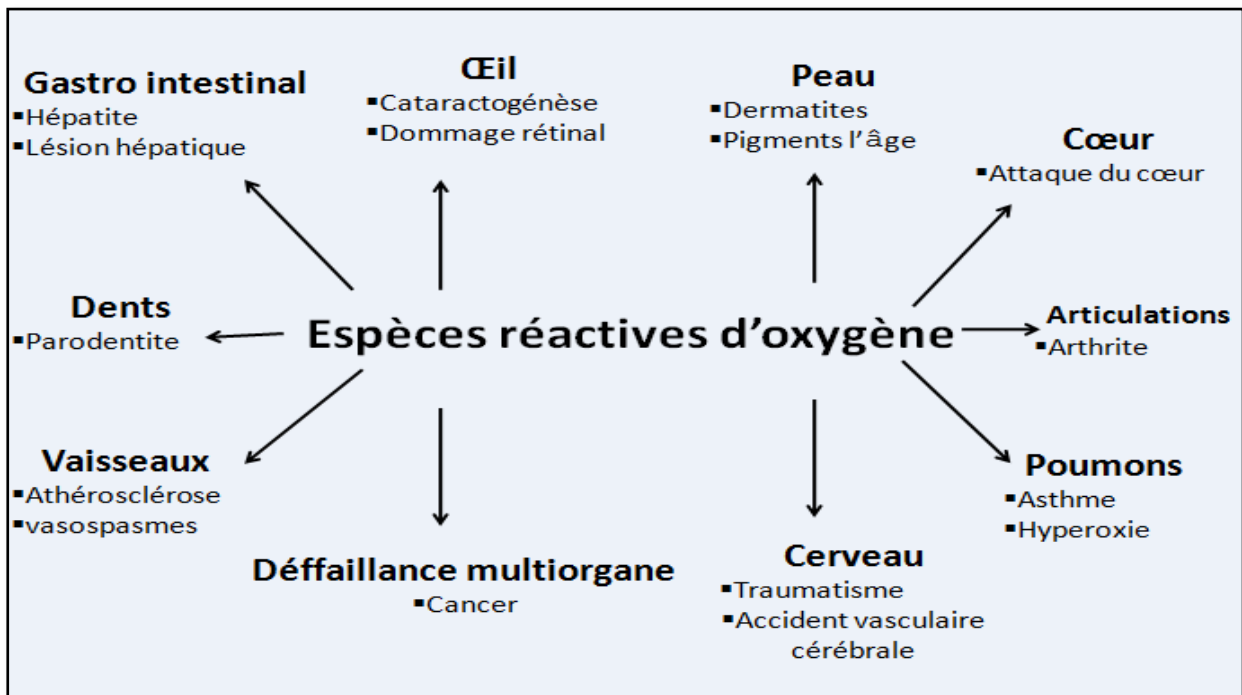 Gastro intestinal
▪Hépatite
▪Lésion hépatique
Œil
▪Cataractogénèse
▪Dommage rétinal
Peau
▪Dermatites
▪Pigments l’âge
Cœur
▪Attaque du cœur
Dents
▪Parodentite
Espèces réactives d’oxygène
Articulations
▪Arthrite
Vaisseaux
▪Athérosclérose
▪vasospasmes
Déffaillance multiorgane
▪Cancer
Cerveau
▪Traumatisme
▪Accident vasculaire
cérébrale
Poumons
▪Asthme
▪Hyperoxie